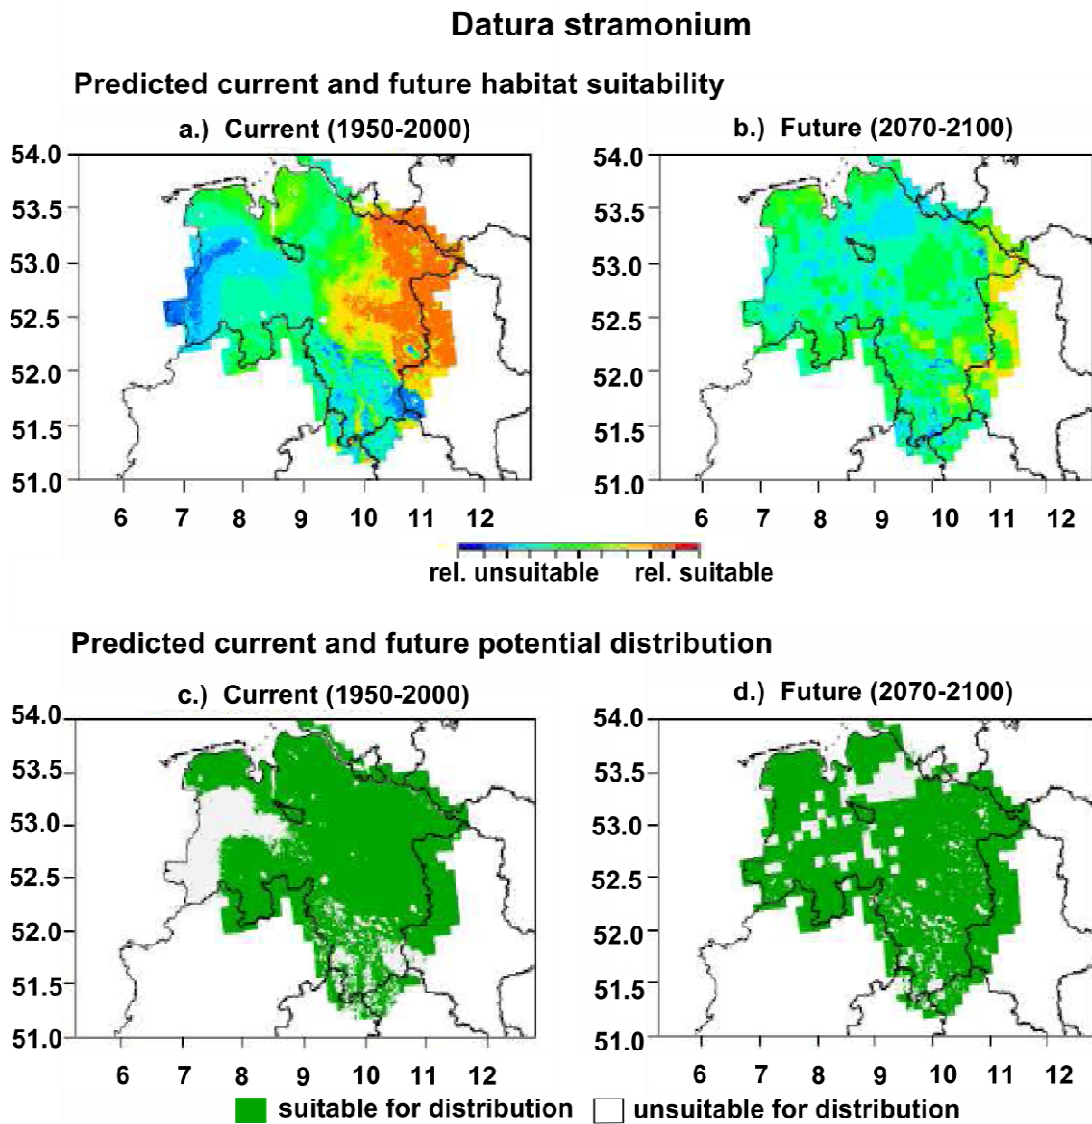 Datura stramonium
Predicted current and future habitat suitability
a.) Current (1950-2000)
b.) Future (2070-2100)
54.0
53.5
53.0
52.5
52.0
51.5
51.0
6 7 8 9 10 11 12
54.0
53.5
53.0
52.5
52.0
51.5
51.0
6 7 8 9 10 11 12
rel. unsuitable rel. suitable
Predicted current and future potential distribution
c.) Current (1950-2000)
d.) Future (2070-2100)
54.0
53.5
53.0
52.5
52.0
51.5
51.0
6 7 8 9 10 11 12
54.0
53.5
53.0
52.5
52.0
51.5
51.0
6 7 8 9 10 11 12
suitable for distribution unsuitable for distribution